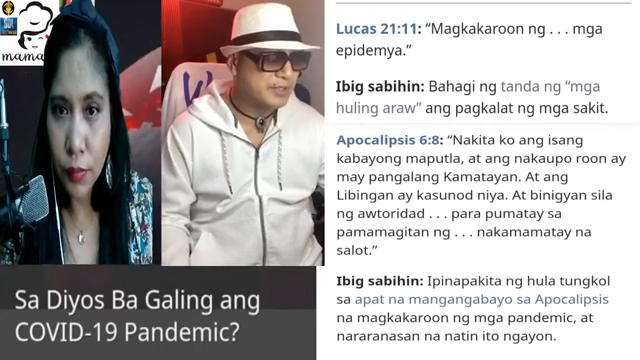 SDI
mama
W
Sa Diyos Ba Galing ang
COVID-19 Pandemic?
Lucas 21:11: “Magkakaroon ng . . . mga
epidemya.”
Ibig sabihin: Bahagi ng tanda ng “mga
huling araw” ang pagkalat ng mga sakit.
Apocalipsis 6:8: “Nakita ko ang isang
kabayong maputla, at ang nakaupo roon ay
may pangalang Kamatayan. At ang
Libingan ay kasunod niya. At binigyan sila
ng awtoridad . . . para pumatay sa
pamamagitan ng . . . nakamamatay na
salot.”
Ibig sabihin: Ipinapakita ng hula tungkol
sa apat na mangangabayo sa Apocalipsis
na magkakaroon ng mga pandemic, at
nararanasan na natin ito ngayon.